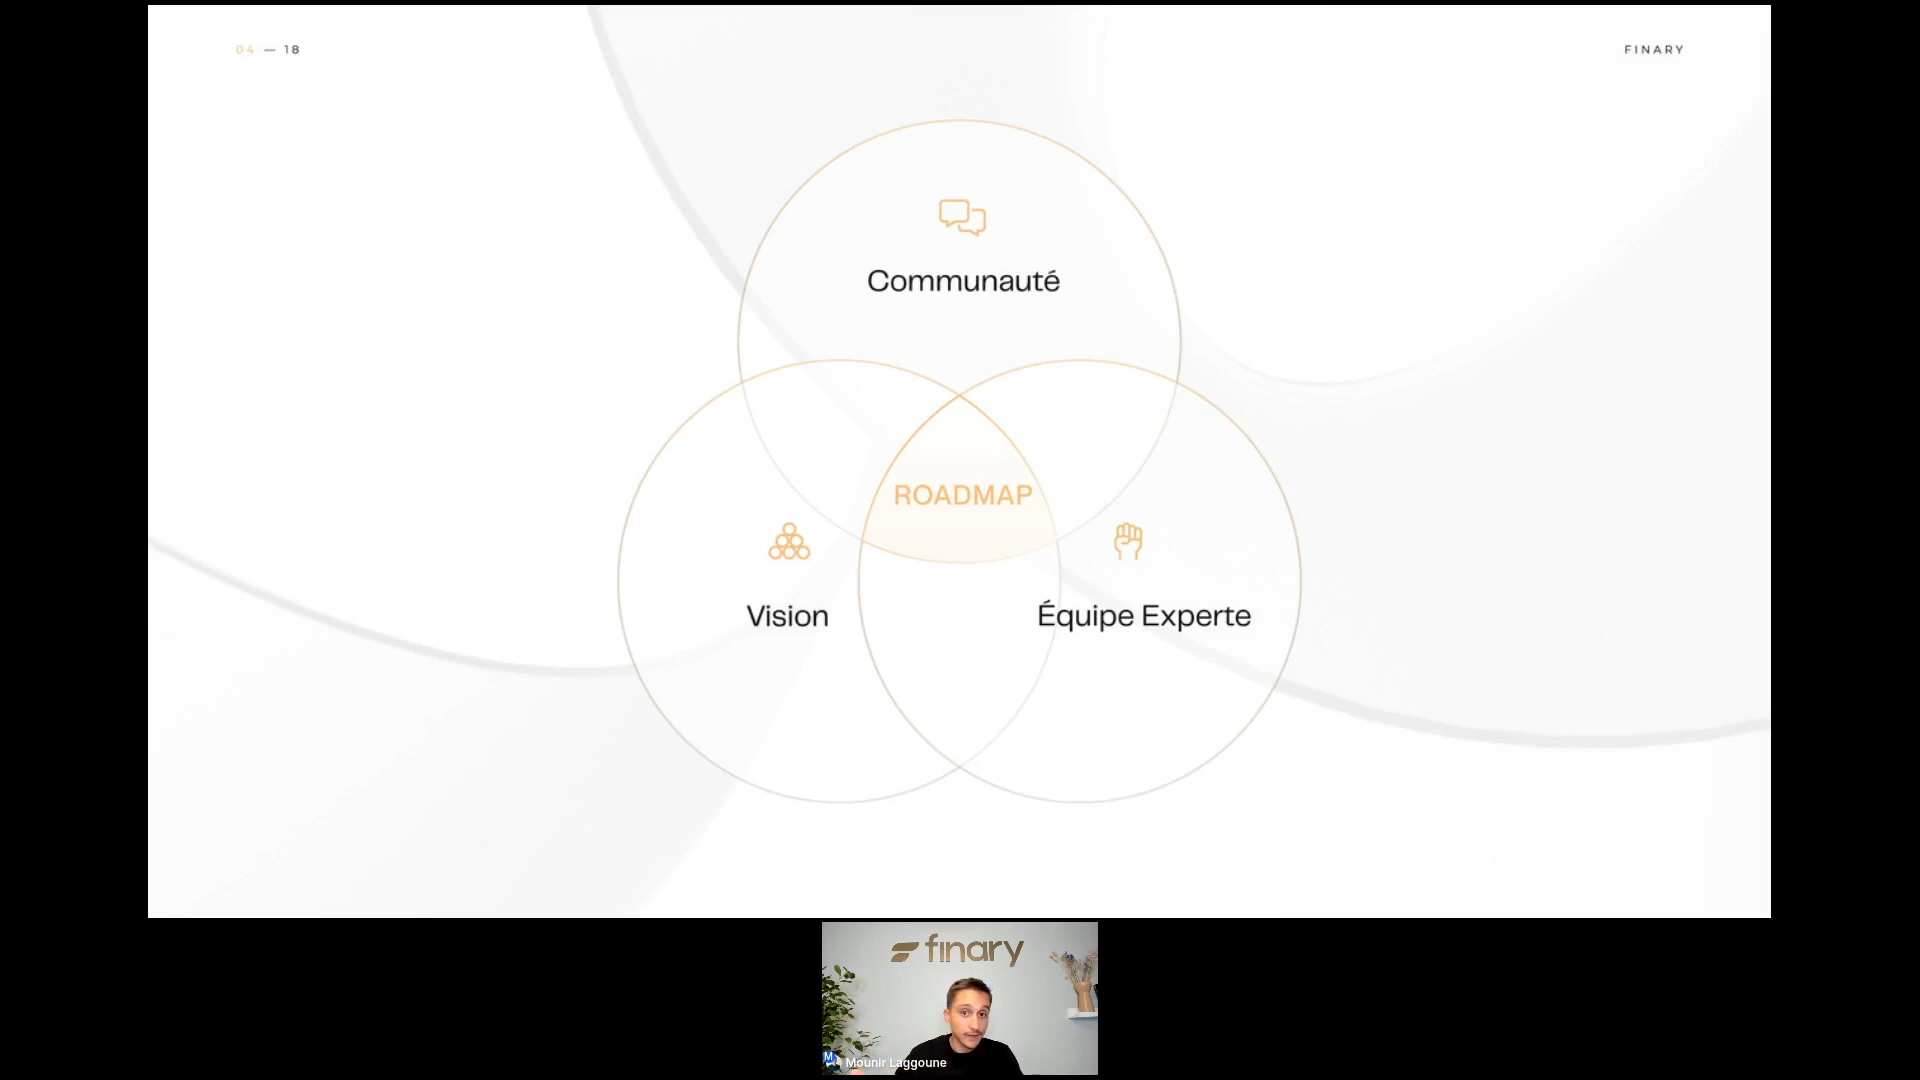 04 — 18
FINARY
Communauté
ROADMAP
Vision
Équipe Experte
finary
M
Mounir Laggoune